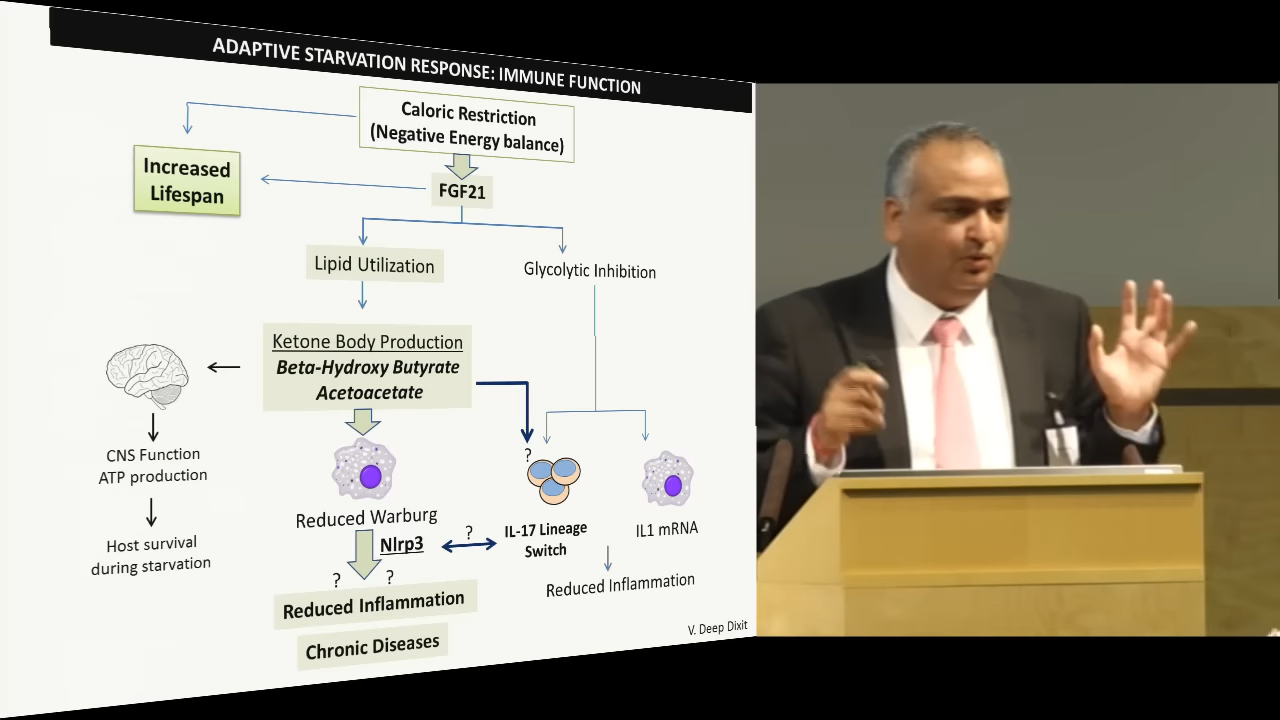 ADAPTIVE STARVATION RESPONSE: IMMUNE FUNCTION
Caloric Restriction
(Negative Energy balance)
Increased
Lifespan
FGF21
Lipid Utilization
Glycolytic Inhibition
Ketone Body Production
Beta-Hydroxy Butyrate
Acetoacetate
CNS Function
ATP production
Host survival
during starvation
Reduced Warburg
Nlrp3
?
?
?
?
IL-17 Lineage
Switch
IL1 mRNA
Reduced Inflammation
Reduced Inflammation
Chronic Diseases
V. Deep Dixit